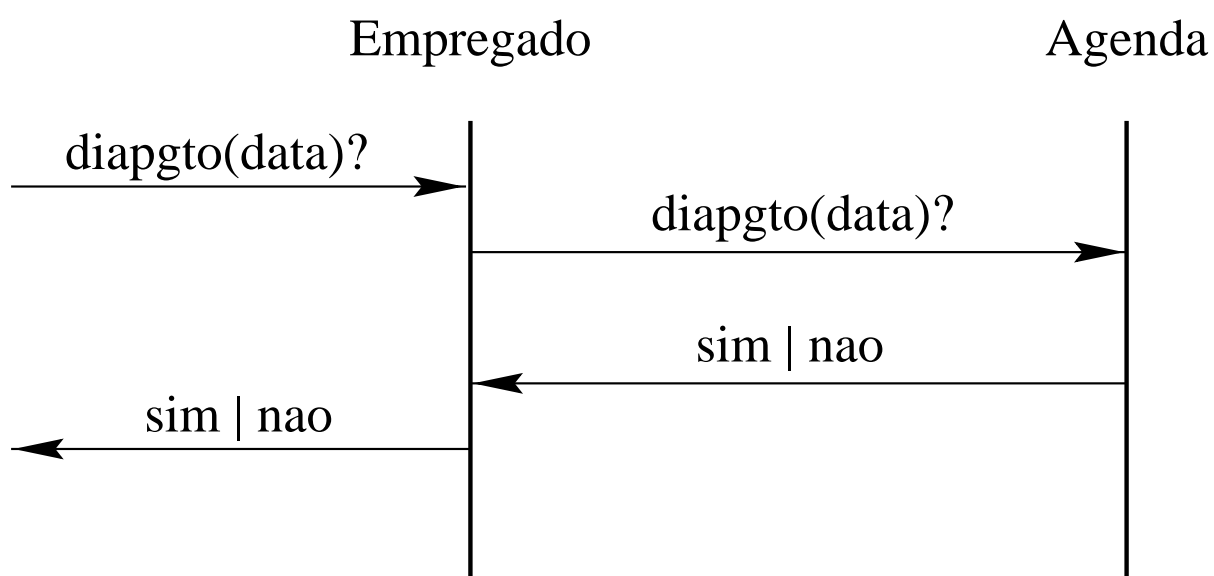 Empregado
Agenda
diapgto(data)?
diapgto(data)?
sim | nao
sim | nao